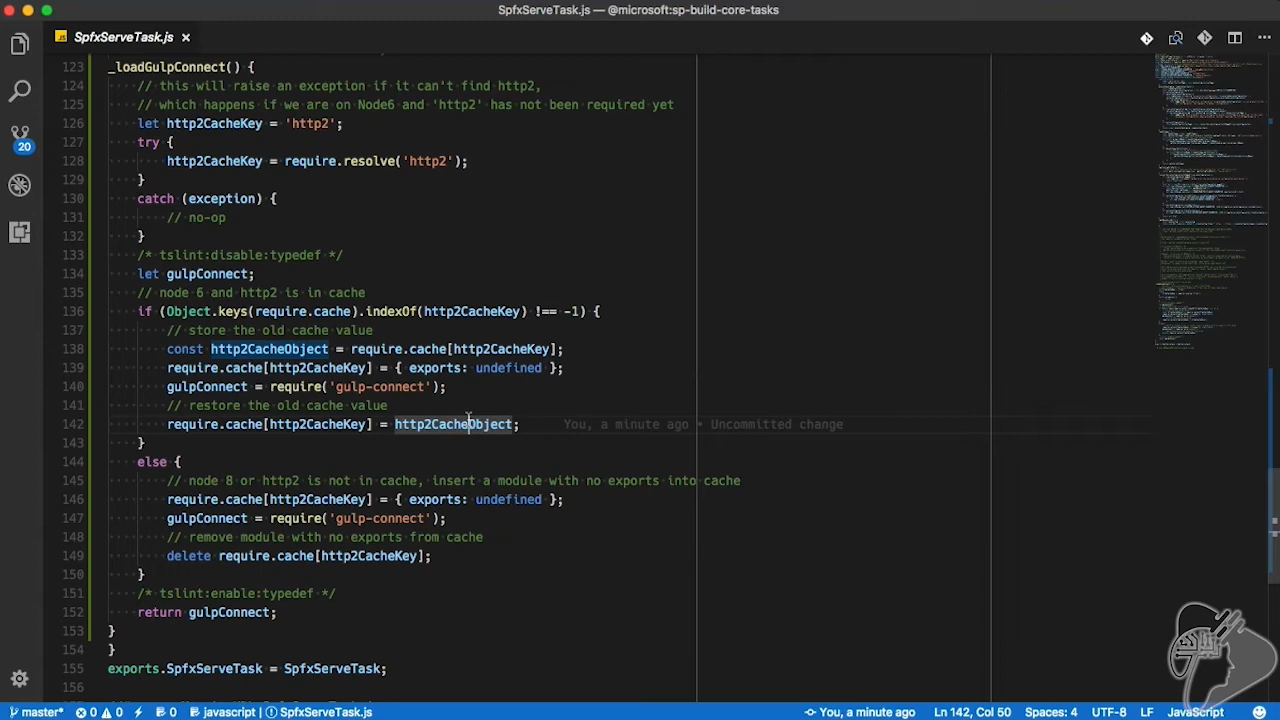 SpfxServeTask.js — @microsoft:sp-build-core-tasks
JS SpfxServeTask.js ×
123 _loadGulpConnect() {
124 // this will raise an exception if it can't find http2,
125 // which happens if we are on Node6 and 'http2' has not been required yet
126 let http2CacheKey = 'http2';
127 try {
128 http2CacheKey = require.resolve('http2');
129 }
130 catch (exception) {
131 // no-op
132 }
133 /* tslint:disable:typedef */
134 let gulpConnect;
135 // node 6 and http2 is in cache
136 if (Object.keys(require.cache).indexOf(http2CacheKey) !== -1) {
137 // store the old cache value
138 const http2CacheObject = require.cache[http2CacheKey];
139 require.cache[http2CacheKey] = { exports: undefined };
140 gulpConnect = require('gulp-connect');
141 // restore the old cache value
142 require.cache[http2CacheKey] = http2CacheObject; You, a minute ago • Uncommitted change
143 }
144 else {
145 // node 8 or http2 is not in cache, insert a module with no exports into cache
146 require.cache[http2CacheKey] = { exports: undefined };
147 gulpConnect = require('gulp-connect');
148 // remove module with no exports from cache
149 delete require.cache[http2CacheKey];
150 }
151 /* tslint:enable:typedef */
152 return gulpConnect;
153 }
154 }
155 exports.SpfxServeTask = SpfxServeTask;
156
20
master* 0 0 0 javascript | SpfxServeTask.js You, a minute ago Ln 142, Col 50 Spaces: 4 UTF-8 LF JavaScript